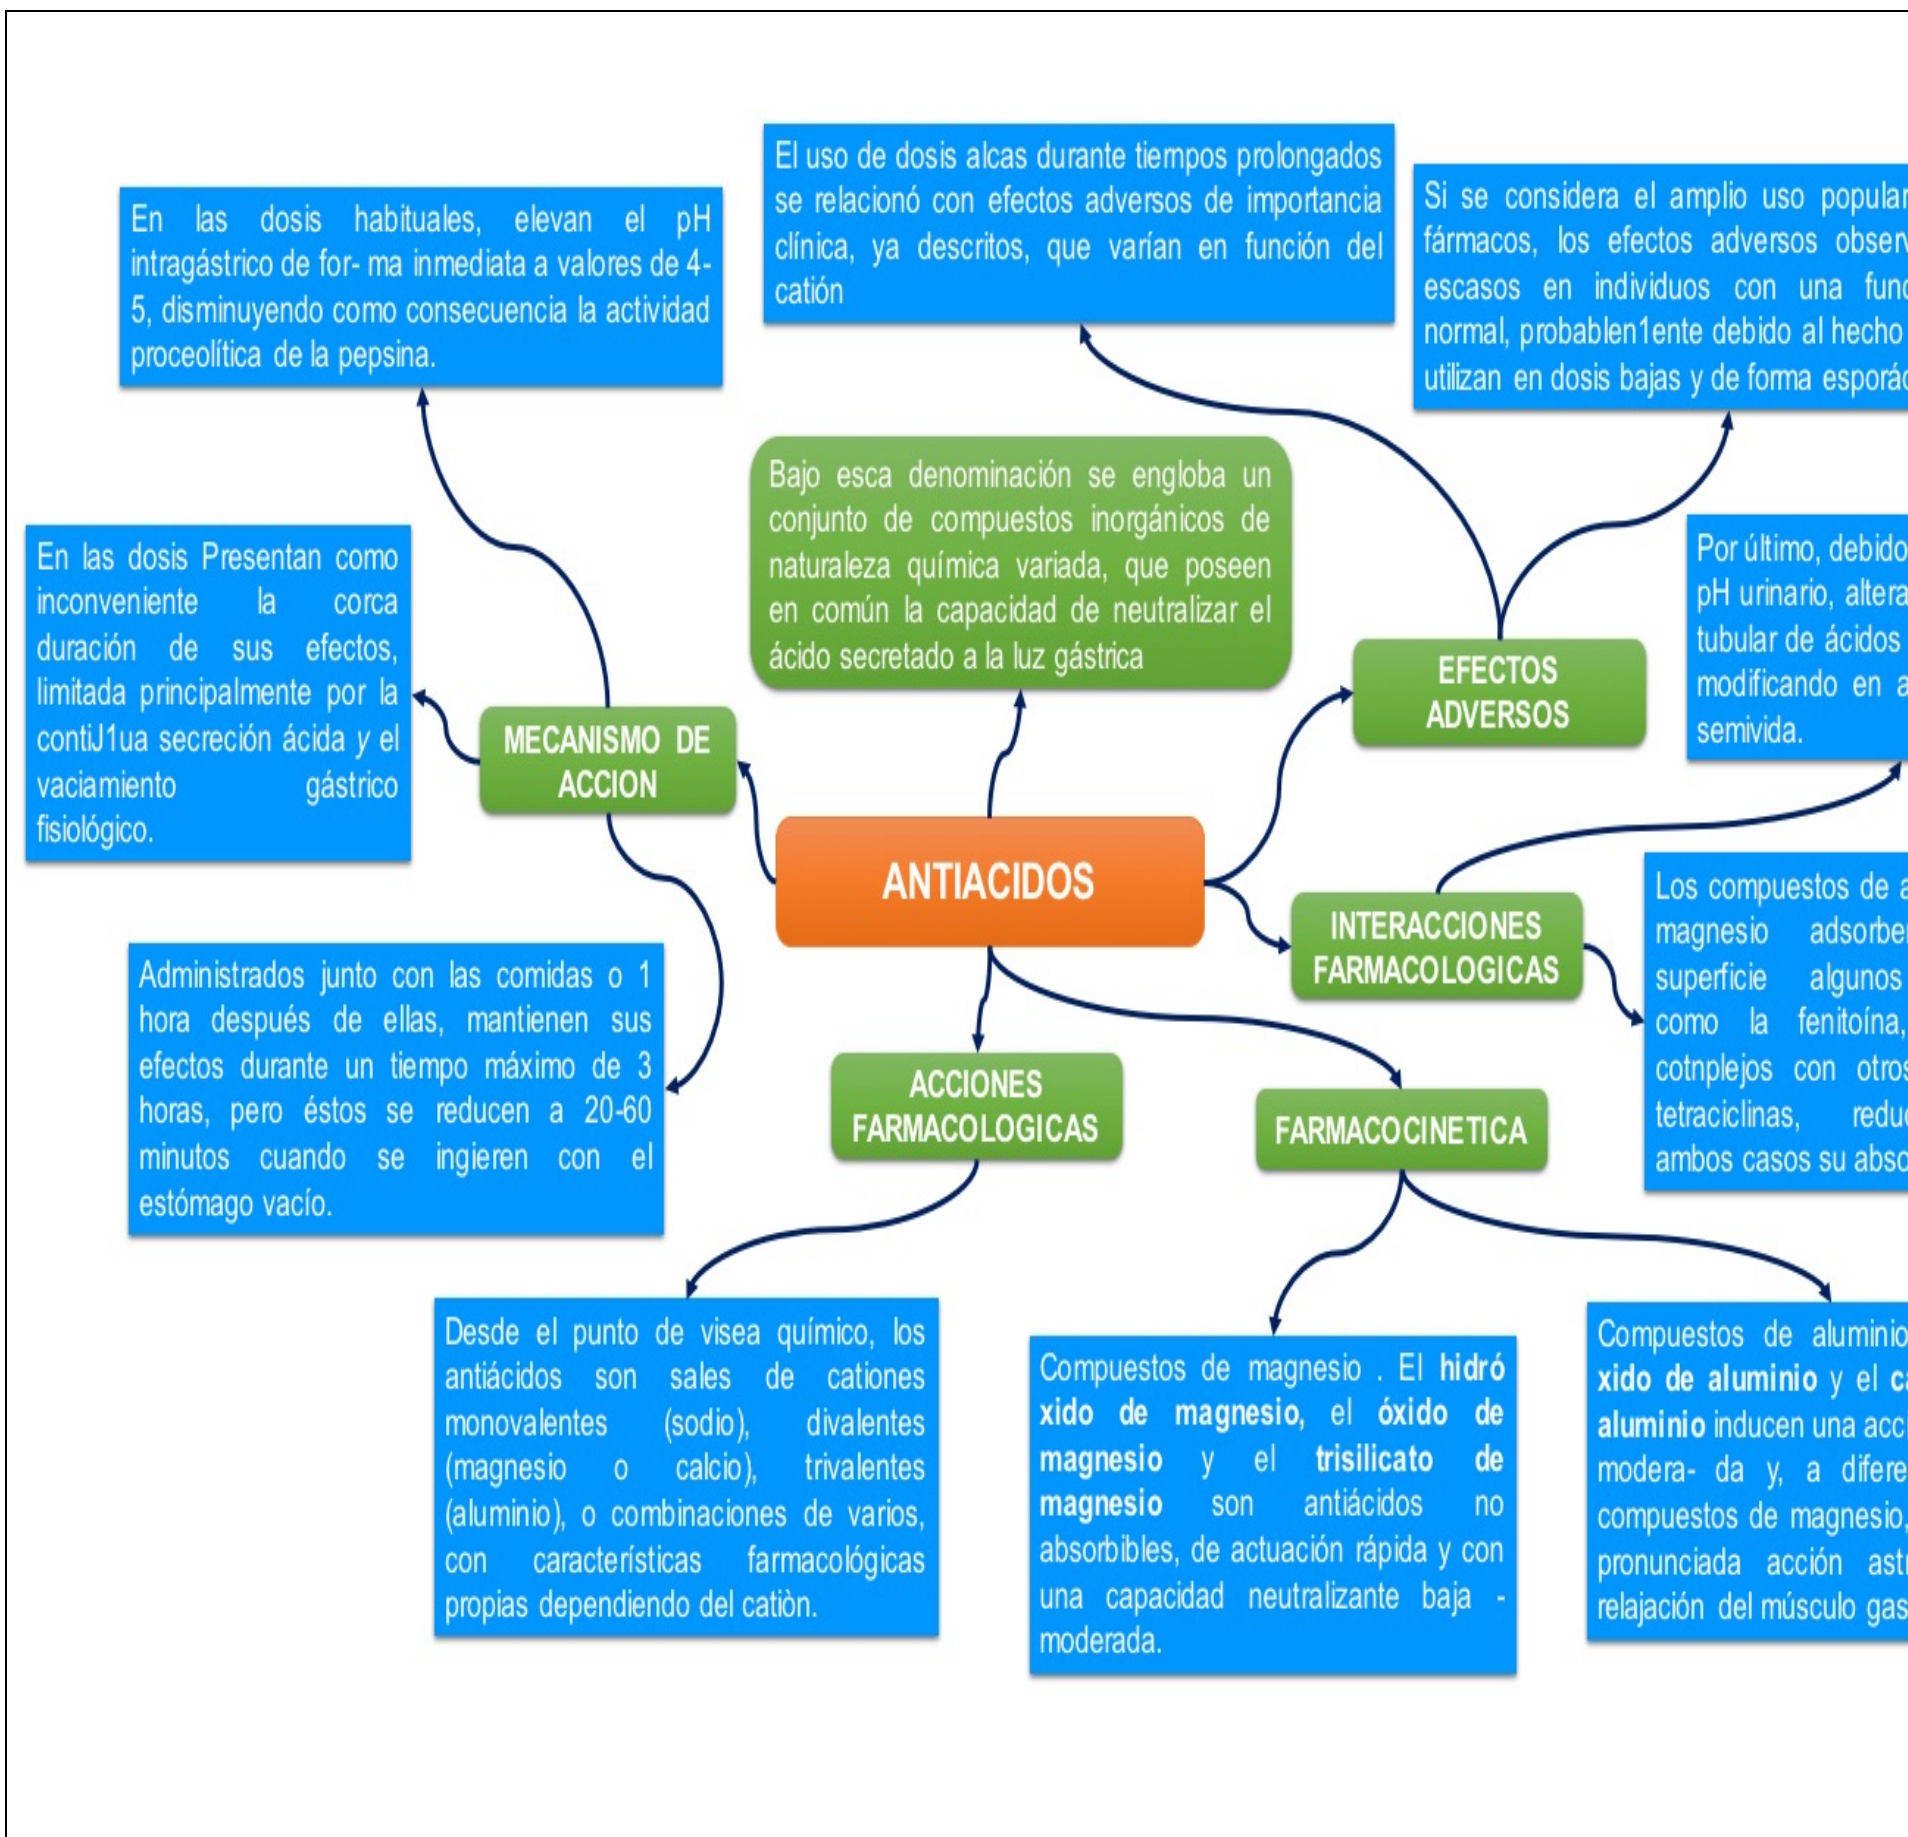 En las dosis habituales, elevan el pH
intragástrico de for- ma inmediata a valores de 4-
5, disminuyendo como consecuencia la actividad
proceolítica de la pepsina.
El uso de dosis alcas durante tiernpos prolongados
se relacionó con efectos adversos de importancia
clínica, ya descritos, que varían en función del
catión
Si se considera el amplio uso popular
fármacos, los efectos adversos
escasos en individuos con una
normal, probablen1ente debido al hecho
utilizan en dosis bajas y de forma
En las dosis Presentan como
inconveniente la corca
duración de sus efectos,
limitada principalmente por la
contiJ1ua secreción ácida y el
vaciamiento gástrico
fisiológico.
Bajo esca denominación se engloba un
conjunto de compuestos inorgánicos de
naturaleza química variada, que poseen
en común la capacidad de neutralizar el
ácido secretado a la luz gástrica
MECANISMO DE
ACCION
EFECTOS
ADVERSOS
Por último, debido
pH urinario,
tubular de ácidos
modificando en
semivida.
ANTIACIDOS
INTERACCIONES
FARMACOLOGICAS
Los compuestos de
magnesio
superficie algunos
como la fenitoína,
cotnplejos con otros
tetraciclinas,
ambos casos su
Administrados junto con las comidas o 1
hora después de ellas, mantienen sus
efectos durante un tiempo máximo de 3
horas, pero éstos se reducen a 20-60
minutos cuando se ingieren con el
estómago vacío.
ACCIONES
FARMACOLOGICAS
FARMACOCINETICA
Desde el punto de visea químico, los
antiácidos son sales de cationes
monovalentes (sodio), divalentes
(magnesio o calcio), trivalentes
(aluminio), o combinaciones de varios,
con características farmacológicas
propias dependiendo del catiòn.
Compuestos de magnesio . El hidró
xido de magnesio, el óxido de
magnesio y el trisilicato de
magnesio son antiácidos no
absorbibles, de actuación rápida y con
una capacidad neutralizante baja -
moderada.
Compuestos de aluminio
xido de aluminio y el
aluminio inducen una
modera- da y, a
compuestos de magnesio,
pronunciada acción
relajación del músculo